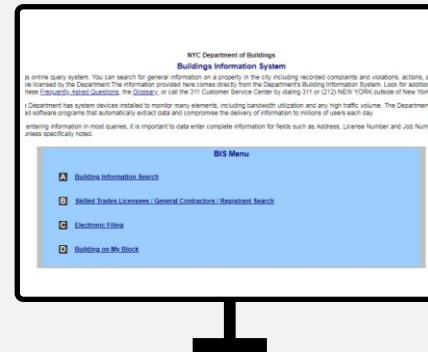 NYC Department of Buildings
Buildings Information System
online query system. You can search for general information on a property in the city including recorded complaints and violations, actions,
licensed by the Department.The information provided here comes directly from the Department's Building Information System. Look for
these Frequently Asked Questions, the Glossary, or call the 311 Customer Service Center by dialing 311 or (212) NEW YORK outside of New
Department has system devices installed to monitor many elements, including bandwidth utilization and any high traffic volume. The
software programs that automatically extract data and compromise the delivery of information to millions of users each day.
entering information in most queries, it is important to data enter complete information for fields such as Address, License Number and Job
unless specifically noted.
BIS Menu
A Building Information Search
B Skilled Trades Licensees / General Contractors / Registrant Search
C Electronic Filing
D Building on My Block